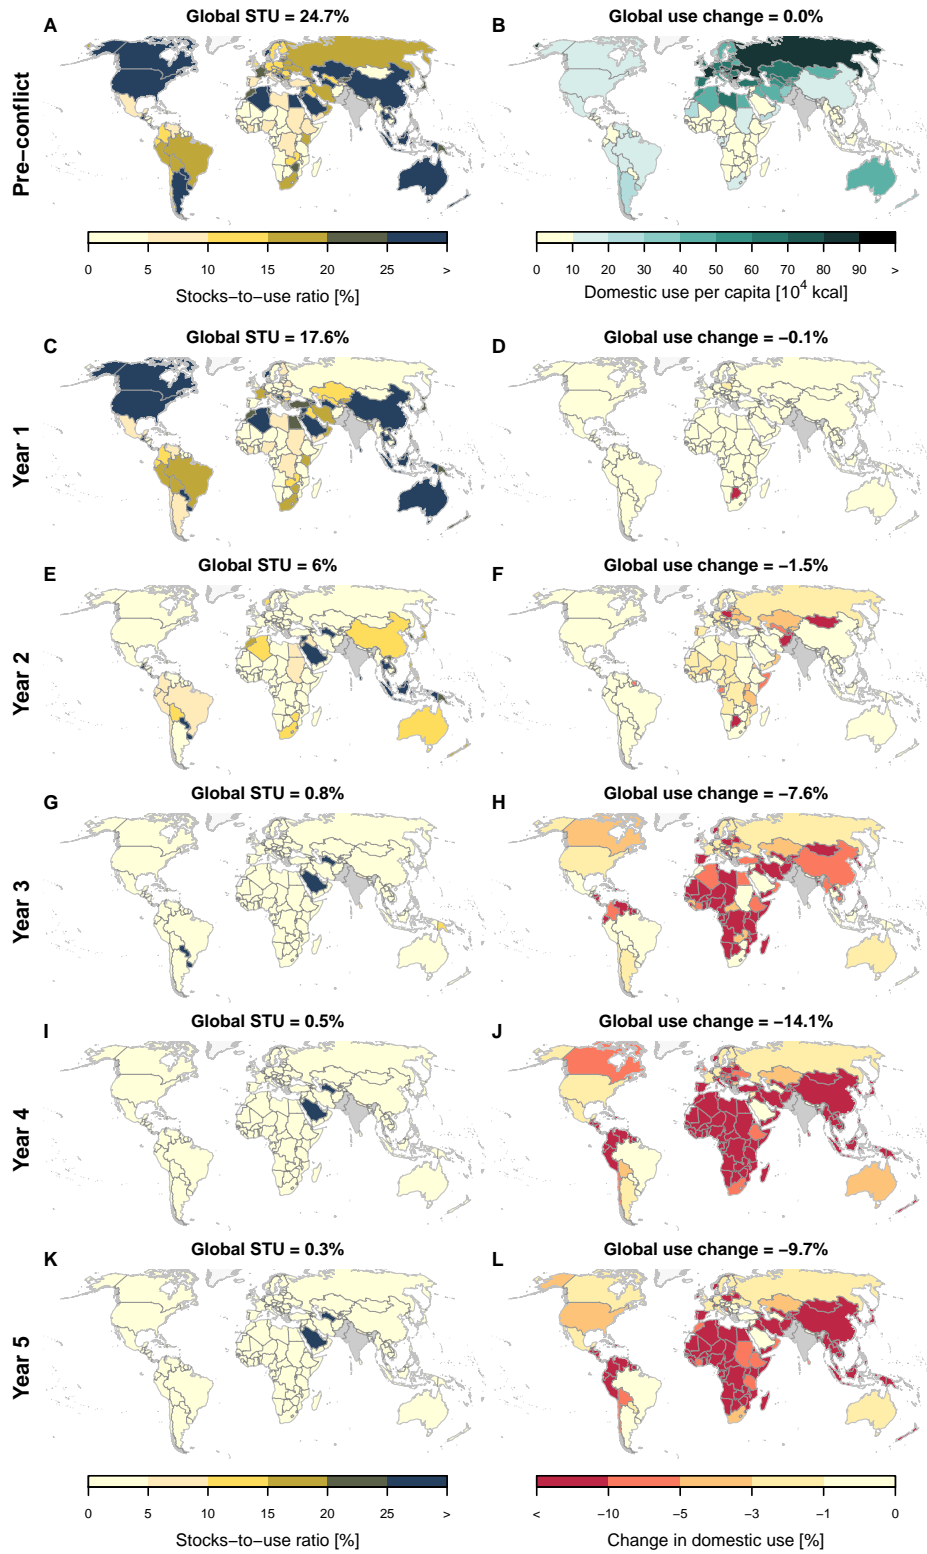 A
Global STU = 24.7%
B
Global use change = 0.0%
Pre−conflict
0 5 10 15 20 25 >
Stocks−to−use ratio [%]
0 10 20 30 40 50 60 70 80 90 >
Domestic use per capita [10^4 kcal]
C
Global STU = 17.6%
D
Global use change = −0.1%
Year 1
E
Global STU = 6%
F
Global use change = −1.5%
Year 2
G
Global STU = 0.8%
H
Global use change = −7.6%
Year 3
I
Global STU = 0.5%
J
Global use change = −14.1%
Year 4
K
Global STU = 0.3%
L
Global use change = −9.7%
Year 5
0 5 10 15 20 25 >
Stocks−to−use ratio [%]
< −10 −5 −3 −1 0
Change in domestic use [%]